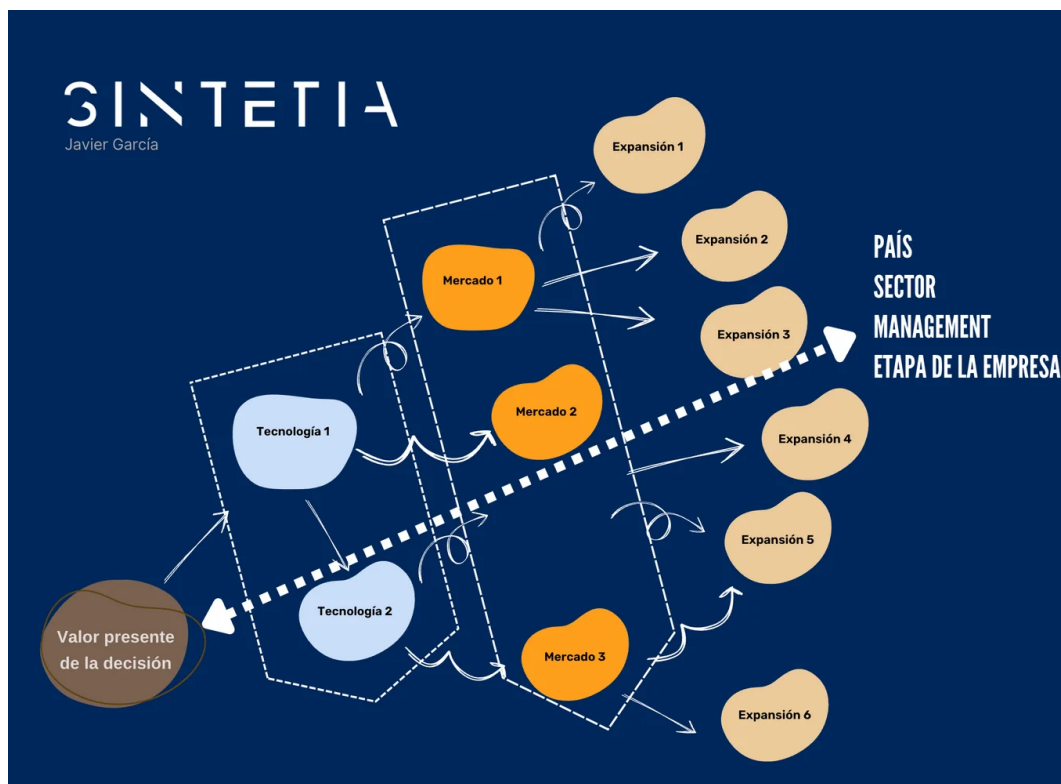 SINTETIA
Javier García
Expansión 1
Expansión 2
PAÍS
SECTOR
MANAGEMENT
ETAPA DE LA EMPRESA
Mercado 1
Expansión 3
Mercado 2
Tecnología 1
Expansión 4
Expansión 5
Tecnología 2
Valor presente
de la decisión
Mercado 3
Expansión 6